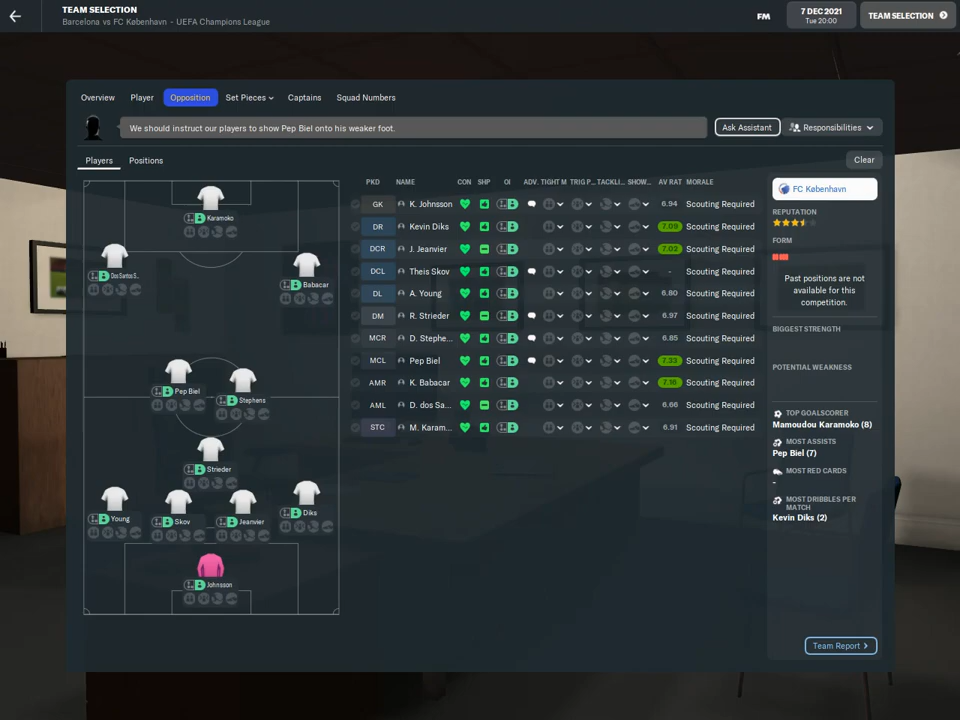 TEAM SELECTION
Barcelona vs FC København - UEFA Champions League
FM
7 DEC 2021
Tue 20:00
TEAM SELECTION
Overview Player Opposition Set Pieces Captains Squad Numbers
We should instruct our players to show Pep Biel onto his weaker foot.
Ask Assistant
Responsibilities
Players Positions
Clear
Karamoko
Dos Santos S...
Babacar
Pep Biel
Stephens
Strieder
Young
Skov
Jeanvier
Diks
Johnsson
PKD NAME CON SHP OI ADV. TIGHT M TRIG P... TACKLI... SHOW... AV RAT MORALE
GK K. Johnsson 6.94 Scouting Required
DR Kevin Diks 7.09 Scouting Required
DCR J. Jeanvier 7.02 Scouting Required
DCL Theis Skov - Scouting Required
DL A. Young 6.80 Scouting Required
DM R. Strieder 6.97 Scouting Required
MCR D. Stephe... 6.85 Scouting Required
MCL Pep Biel 7.33 Scouting Required
AMR K. Babacar 7.16 Scouting Required
AML D. dos Sa... 6.66 Scouting Required
STC M. Karam... 6.91 Scouting Required
FC København
REPUTATION
FORM
Past positions are not
available for this
competition.
BIGGEST STRENGTH
POTENTIAL WEAKNESS
TOP GOALSCORER
Mamoudou Karamoko (8)
MOST ASSISTS
Pep Biel (7)
MOST RED CARDS
-
MOST DRIBBLES PER
MATCH
Kevin Diks (2)
Team Report